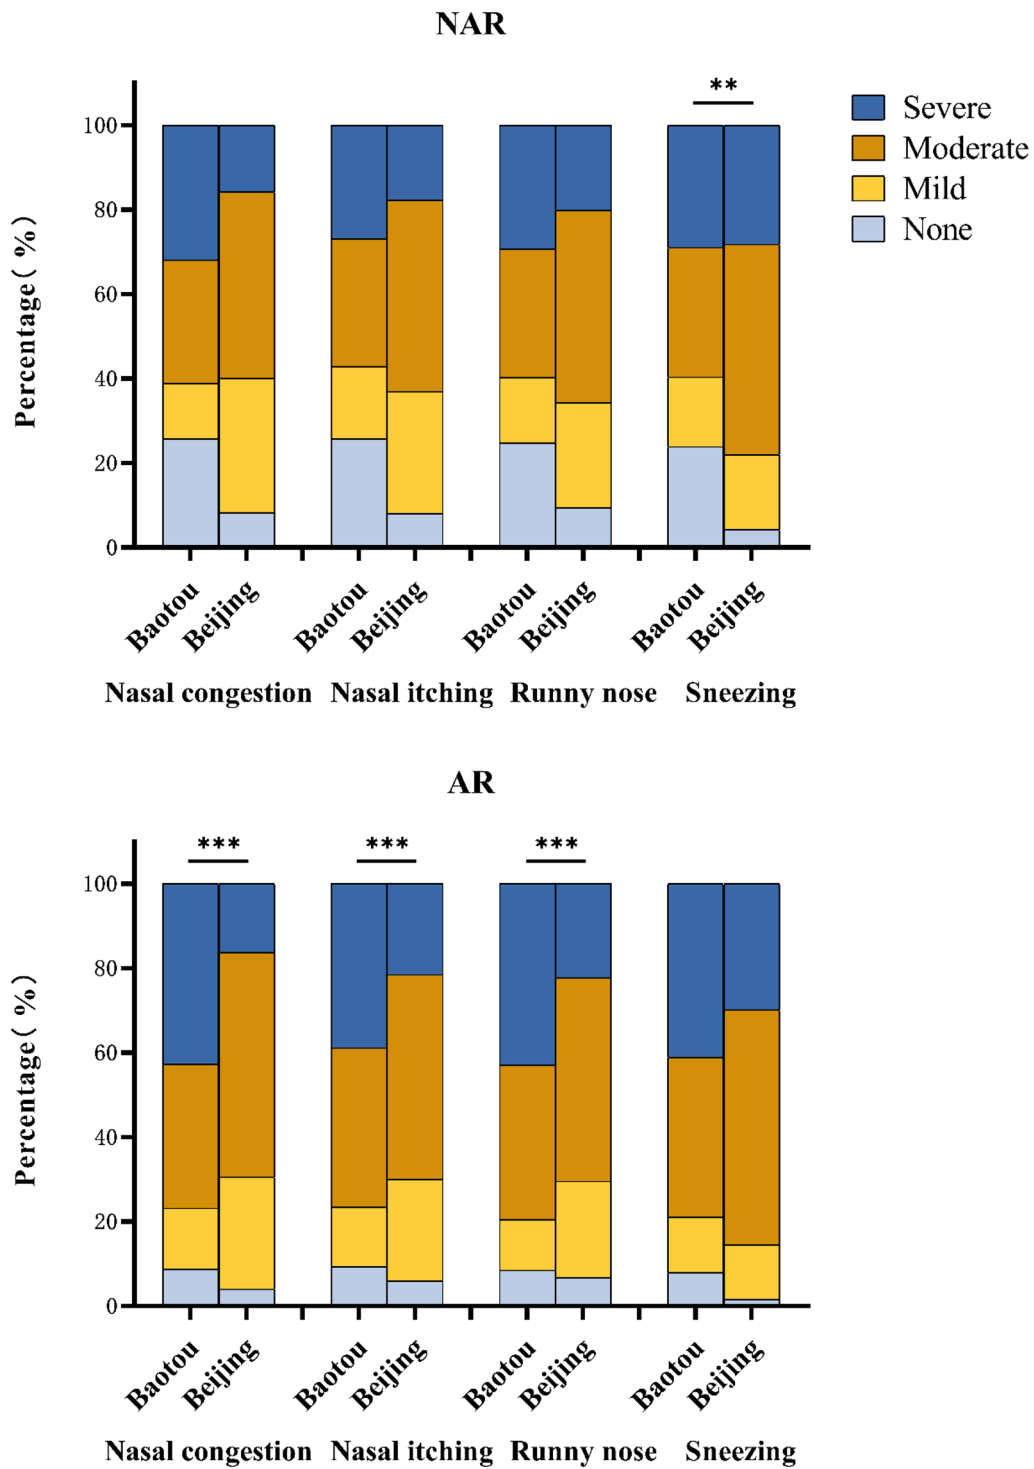 NAR
**
Severe
Moderate
Mild
None
Percentage( %)
100
80
60
40
20
0
Baotou Beijing Baotou Beijing Baotou Beijing Baotou Beijing
Nasal congestion Nasal itching Runny nose Sneezing
AR
*** *** ***
Percentage( %)
100
80
60
40
20
0
Baotou Beijing Baotou Beijing Baotou Beijing Baotou Beijing
Nasal congestion Nasal itching Runny nose Sneezing